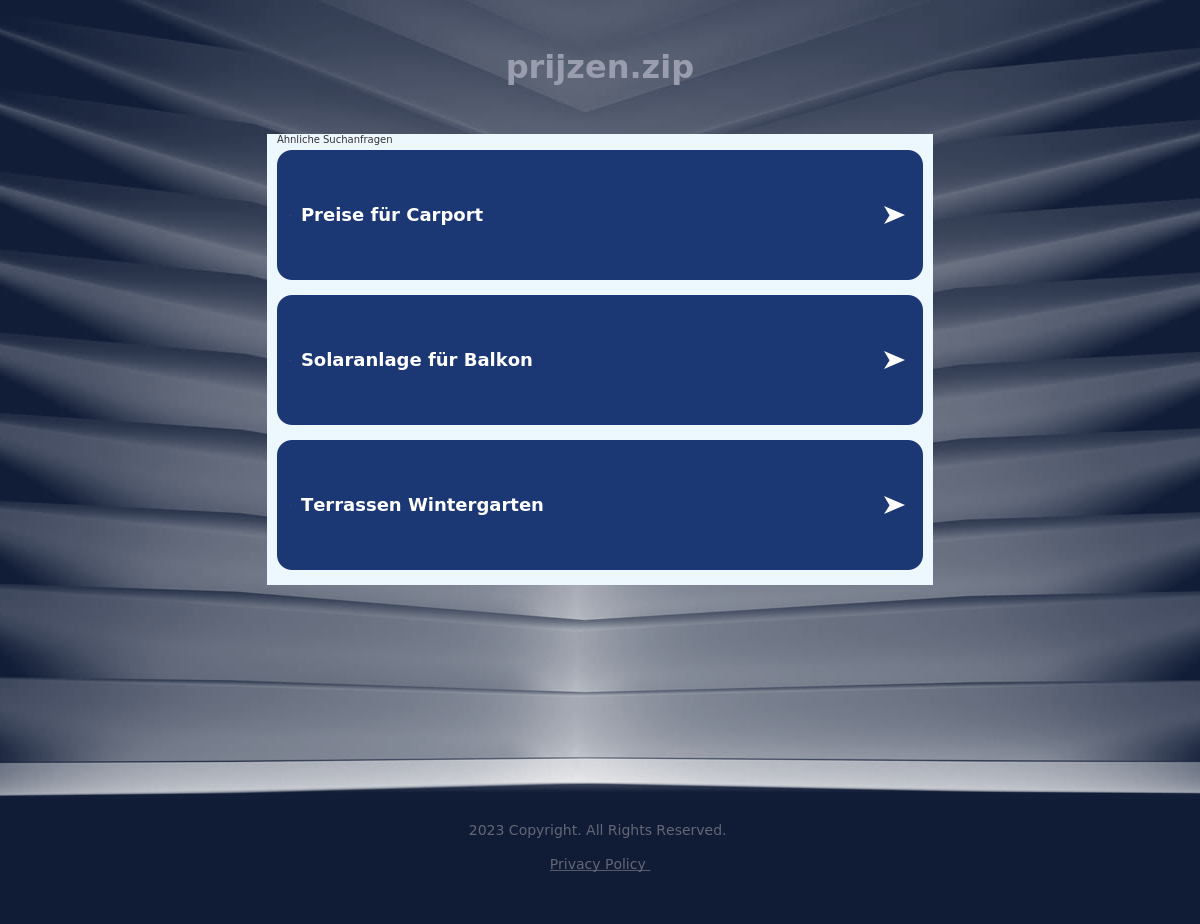 prijzen.zip
Ähnliche Suchanfragen
Preise für Carport
Solaranlage für Balkon
Terrassen Wintergarten
2023 Copyright. All Rights Reserved.
Privacy Policy